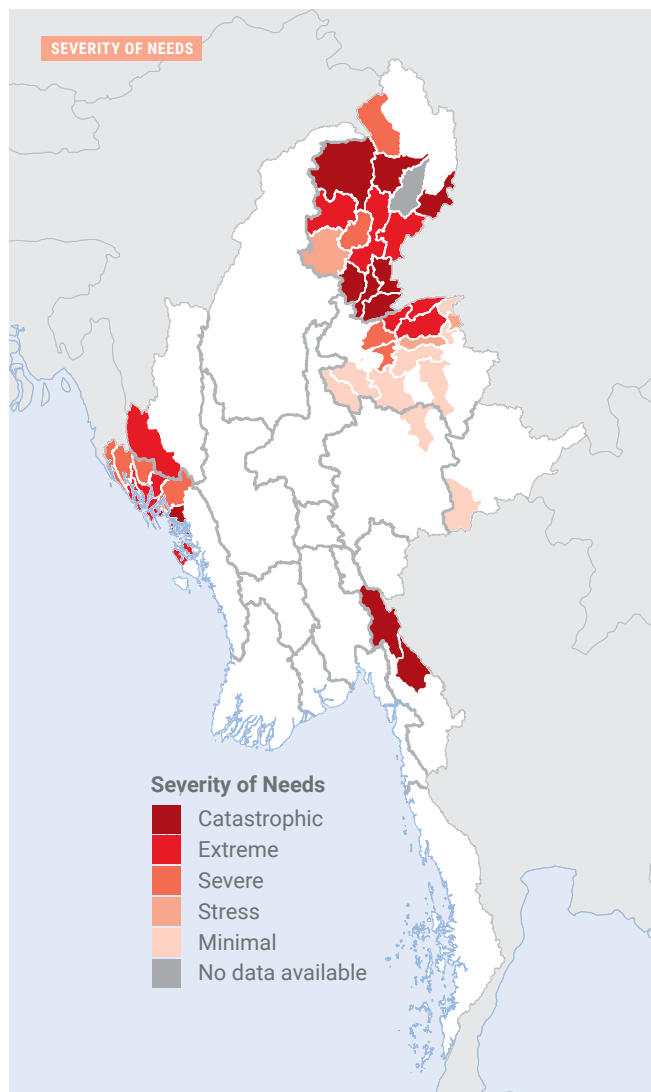 SEVERITY OF NEEDS
Severity of Needs
Catastrophic
Extreme
Severe
Stress
Minimal
No data available